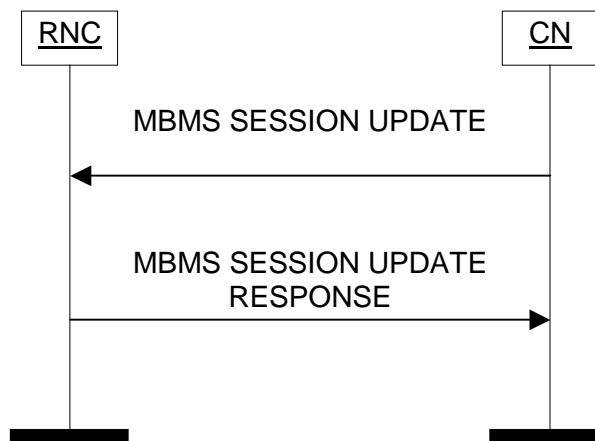 RNC
CN
MBMS SESSION UPDATE
MBMS SESSION UPDATE
RESPONSE